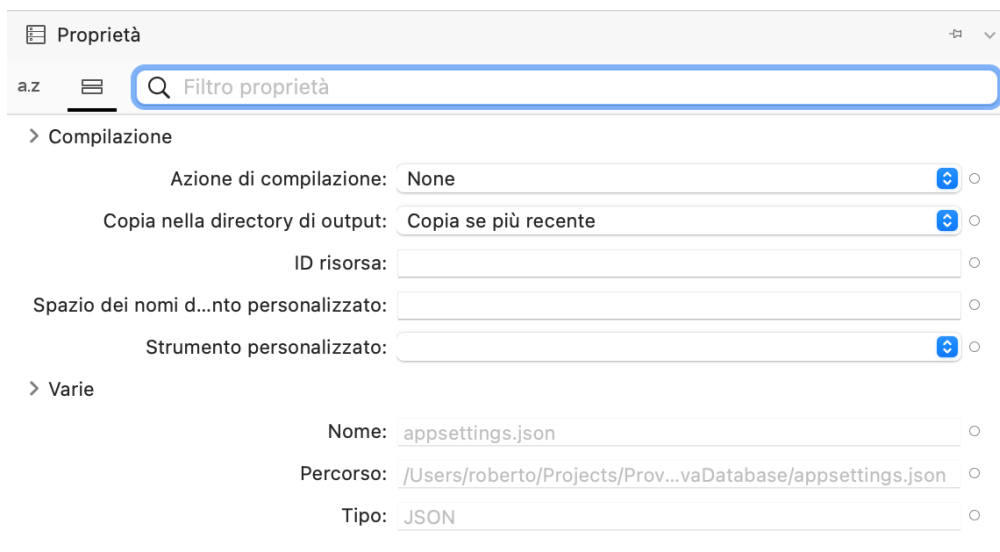 Proprietà
a.z
Filtro proprietà
Compilazione
Azione di compilazione: None
Copia nella directory di output: Copia se più recente
ID risorsa:
Spazio dei nomi d...nto personalizzato:
Strumento personalizzato:
Varie
Nome: appsettings.json
Percorso: /Users/roberto/Projects/Prov...vaDatabase/appsettings.json
Tipo: JSON